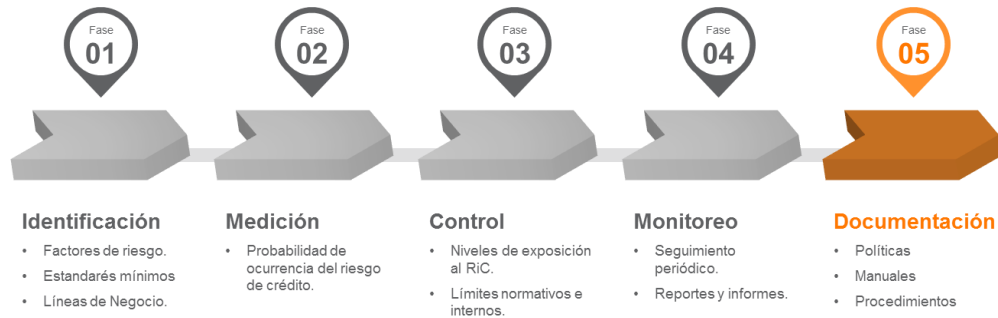 Fase
01
Fase
02
Fase
03
Fase
04
Fase
05
Identificación
• Factores de riesgo.
• Estandarés mínimos
• Líneas de Negocio.
Medición
• Probabilidad de
ocurrencia del riesgo
de crédito.
Control
• Niveles de exposición
al RiC.
• Límites normativos e
internos.
Monitoreo
• Seguimiento
periódico.
• Reportes y informes.
Documentación
• Políticas
• Manuales
• Procedimientos